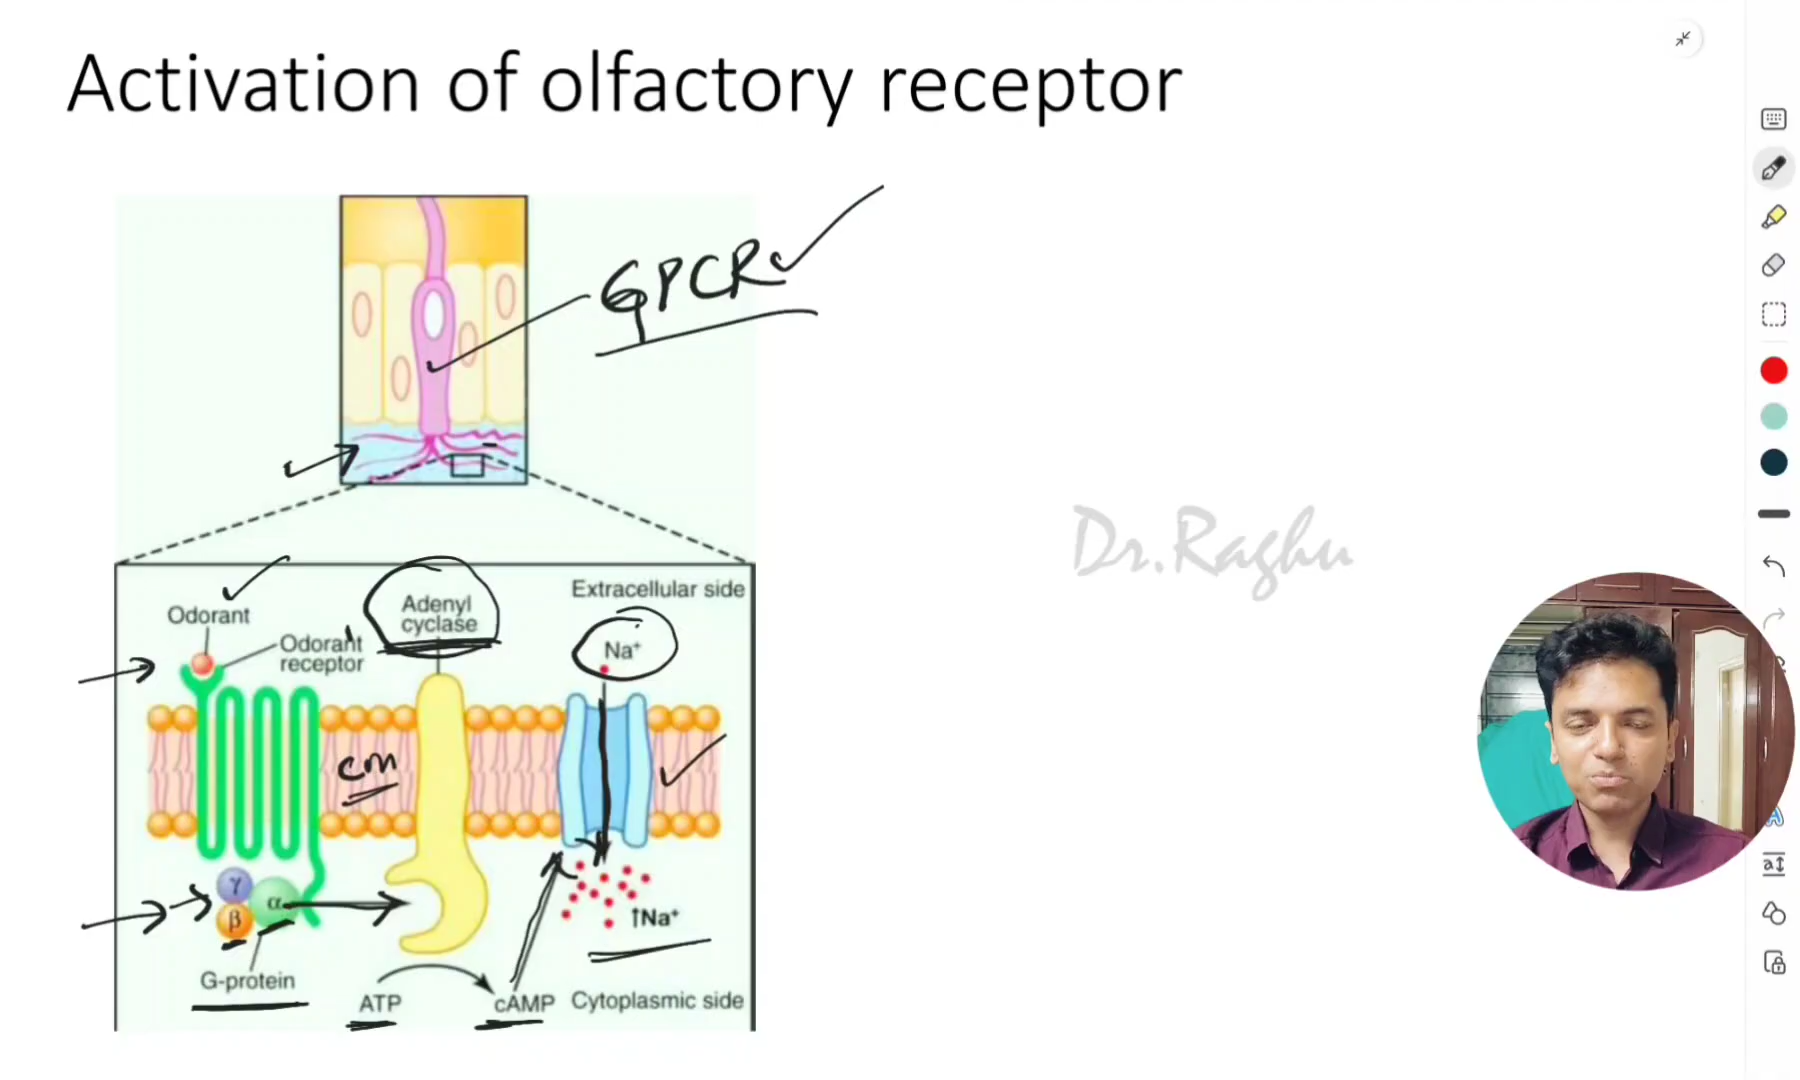 Activation of olfactory receptor
GPCR
Dr.Raghu
Odorant
Odorant
receptor
Adenyl
cyclase
Extracellular side
Na⁺
cm
γ
β
α
G-protein
ATP
cAMP
↑Na⁺
Cytoplasmic side